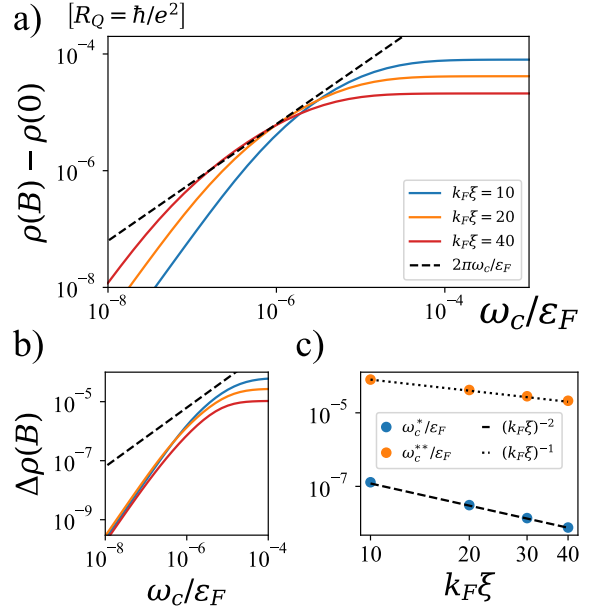 a)
[R_Q = ℏ/e²]
ρ(B) − ρ(0)
10⁻⁴
10⁻⁶
10⁻⁸
k_Fξ = 10
k_Fξ = 20
k_Fξ = 40
2πω_c/ε_F
10⁻⁸
10⁻⁶
10⁻⁴
ω_c/ε_F
b)
Δρ(B)
10⁻⁵
10⁻⁷
10⁻⁹
10⁻⁸
10⁻⁶
10⁻⁴
ω_c/ε_F
c)
10⁻⁵
10⁻⁷
ω_c^*/ε_F
ω_c^**/ε_F
(k_Fξ)⁻²
(k_Fξ)⁻¹
10
20
30
40
k_Fξ